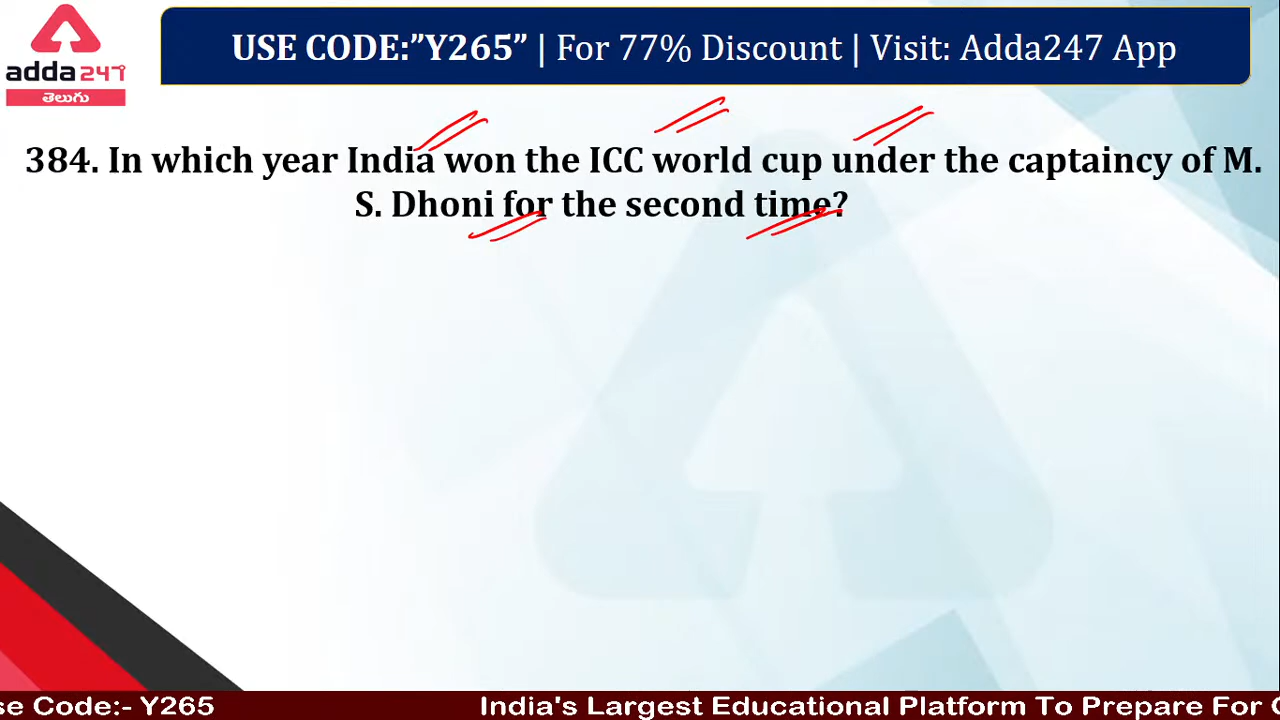 USE CODE:”Y265” | For 77% Discount | Visit: Adda247 App
adda247
తెలుగు
384. In which year India won the ICC world cup under the captaincy of M.
S. Dhoni for the second time?
se Code:- Y265 India's Largest Educational Platform To Prepare For